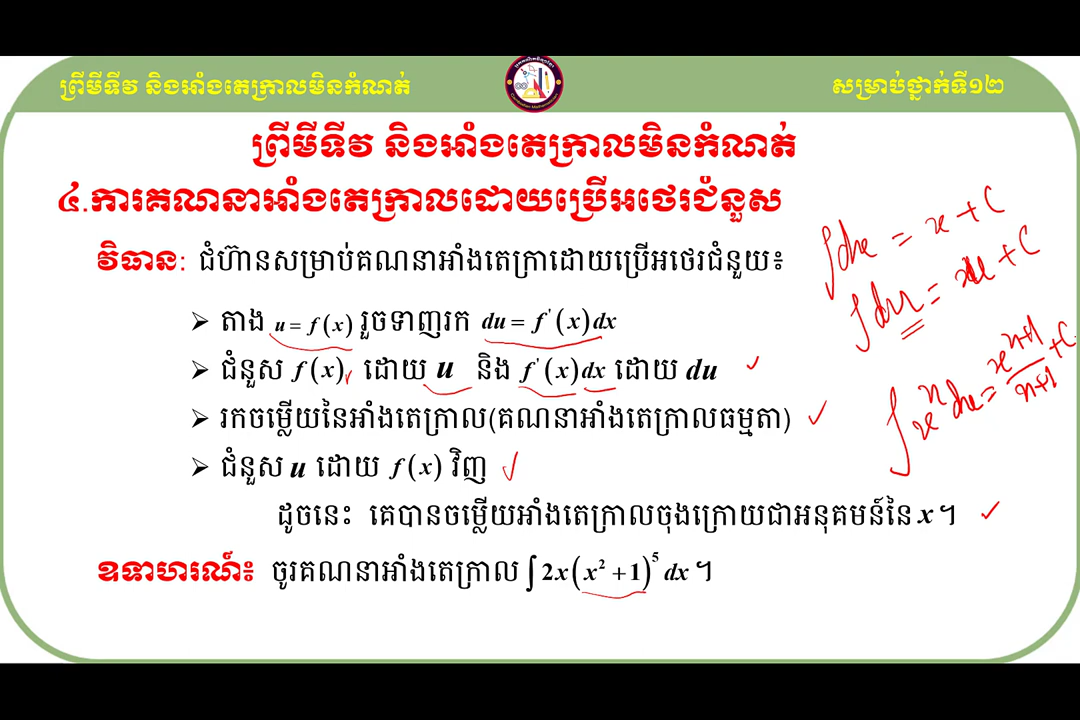 ព្រីមីទីវ និងអាំងតេក្រាលមិនកំណត់
សម្រាប់ថ្នាក់ទី១២
ព្រីមីទីវ និងអាំងតេក្រាលមិនកំណត់
៤.ការគណនាអាំងតេក្រាលដោយប្រើអថេរជំនួស
វិធាន: ជំហ៊ានសម្រាប់គណនាអាំងតេក្រាដោយប្រើអថេរជំនួយ៖
➢ តាង u = f(x) រួចទាញរក du = f'(x)dx
➢ ជំនួស f(x) ដោយ u និង f'(x)dx ដោយ du
➢ រកចម្លើយនៃអាំងតេក្រាល(គណនាអាំងតេក្រាលធម្មតា)
➢ ជំនួស u ដោយ f(x) វិញ
ដូចនេះ គេបានចម្លើយអាំងតេក្រាលចុងក្រោយជាអនុគមន៍នៃ x ។
ឧទាហរណ៍៖ ចូរគណនាអាំងតេក្រាល ∫2x(x²+1)⁵dx ។
∫dx = x + C
∫du = u + C
∫xⁿdx = xⁿ⁺¹/(n+1) + C